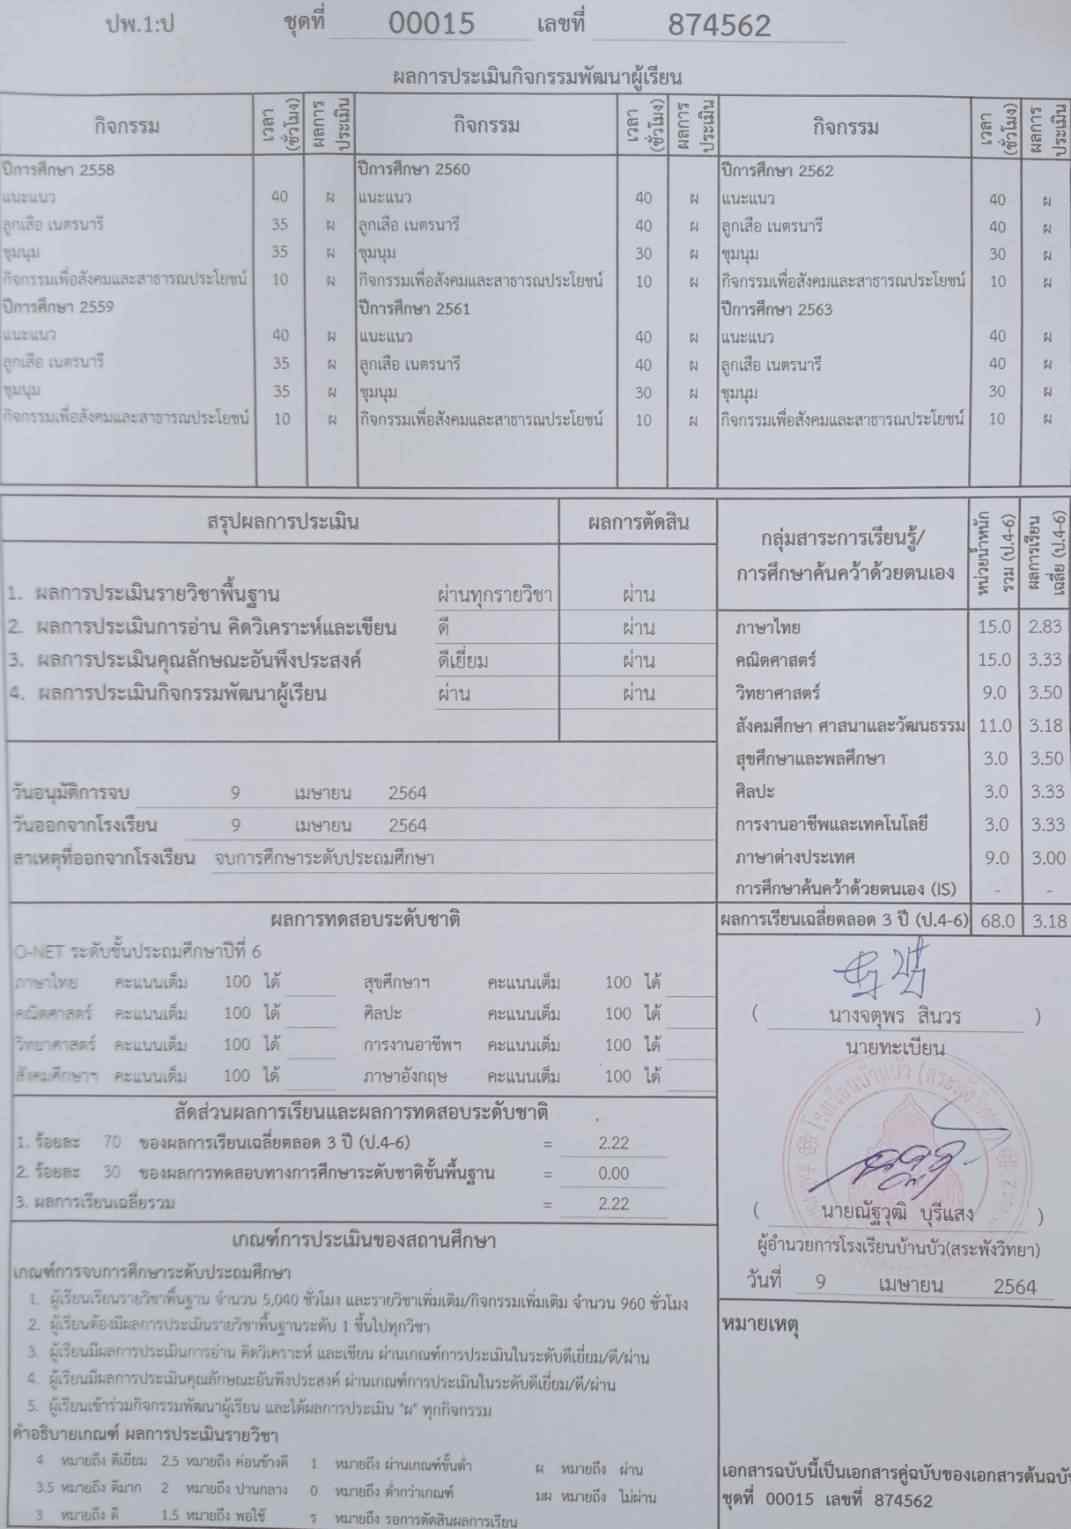 ปพ.1:ป ชุดที่ 00015 เลขที่ 874562
ผลการประเมินกิจกรรมพัฒนาผู้เรียน
กิจกรรม เวลา (ชั่วโมง) ผลการประเมิน กิจกรรม เวลา (ชั่วโมง) ผลการประเมิน กิจกรรม เวลา (ชั่วโมง) ผลการประเมิน
ปีการศึกษา 2558 ปีการศึกษา 2560 ปีการศึกษา 2562
แนะแนว 40 ผ แนะแนว 40 ผ แนะแนว 40 ผ
ลูกเสือ เนตรนารี 35 ผ ลูกเสือ เนตรนารี 40 ผ ลูกเสือ เนตรนารี 40 ผ
ชุมนุม 35 ผ ชุมนุม 30 ผ ชุมนุม 30 ผ
กิจกรรมเพื่อสังคมและสาธารณประโยชน์ 10 ผ กิจกรรมเพื่อสังคมและสาธารณประโยชน์ 10 ผ กิจกรรมเพื่อสังคมและสาธารณประโยชน์ 10 ผ
ปีการศึกษา 2559 ปีการศึกษา 2561 ปีการศึกษา 2563
แนะแนว 40 ผ แนะแนว 40 ผ แนะแนว 40 ผ
ลูกเสือ เนตรนารี 35 ผ ลูกเสือ เนตรนารี 40 ผ ลูกเสือ เนตรนารี 40 ผ
ชุมนุม 35 ผ ชุมนุม 30 ผ ชุมนุม 30 ผ
กิจกรรมเพื่อสังคมและสาธารณประโยชน์ 10 ผ กิจกรรมเพื่อสังคมและสาธารณประโยชน์ 10 ผ กิจกรรมเพื่อสังคมและสาธารณประโยชน์ 10 ผ
สรุปผลการประเมิน ผลการตัดสิน
1. ผลการประเมินรายวิชาพื้นฐาน ผ่านทุกรายวิชา ผ่าน
2. ผลการประเมินการอ่าน คิดวิเคราะห์และเขียน ดี ผ่าน
3. ผลการประเมินคุณลักษณะอันพึงประสงค์ ดีเยี่ยม ผ่าน
4. ผลการประเมินกิจกรรมพัฒนาผู้เรียน ผ่าน ผ่าน
วันอนุมัติการจบ 9 เมษายน 2564
วันออกจากโรงเรียน 9 เมษายน 2564
สาเหตุที่ออกจากโรงเรียน จบการศึกษาระดับประถมศึกษา
กลุ่มสาระการเรียนรู้/ การศึกษาค้นคว้าด้วยตนเอง หน่วยน้ำหนักรวม (ป.4-6) ผลการเรียนเฉลี่ย (ป.4-6)
ภาษาไทย 15.0 2.83
คณิตศาสตร์ 15.0 3.33
วิทยาศาสตร์ 9.0 3.50
สังคมศึกษา ศาสนาและวัฒนธรรม 11.0 3.18
สุขศึกษาและพลศึกษา 3.0 3.50
ศิลปะ 3.0 3.33
การงานอาชีพและเทคโนโลยี 3.0 3.33
ภาษาต่างประเทศ 9.0 3.00
การศึกษาค้นคว้าด้วยตนเอง (IS) - -
ผลการเรียนเฉลี่ยตลอด 3 ปี (ป.4-6) 68.0 3.18
ผลการทดสอบระดับชาติ
O-NET ระดับชั้นประถมศึกษาปีที่ 6
ภาษาไทย คะแนนเต็ม 100 ได้ สุขศึกษาฯ คะแนนเต็ม 100 ได้
คณิตศาสตร์ คะแนนเต็ม 100 ได้ ศิลปะ คะแนนเต็ม 100 ได้
วิทยาศาสตร์ คะแนนเต็ม 100 ได้ การงานอาชีพฯ คะแนนเต็ม 100 ได้
สังคมศึกษาฯ คะแนนเต็ม 100 ได้ ภาษาอังกฤษ คะแนนเต็ม 100 ได้
สัดส่วนผลการเรียนและผลการทดสอบระดับชาติ
1. ร้อยละ 70 ของผลการเรียนเฉลี่ยตลอด 3 ปี (ป.4-6) = 2.22
2. ร้อยละ 30 ของผลการทดสอบทางการศึกษาระดับชาติขั้นพื้นฐาน = 0.00
3. ผลการเรียนเฉลี่ยรวม = 2.22
เกณฑ์การประเมินของสถานศึกษา
เกณฑ์การจบการศึกษาระดับประถมศึกษา
1. ผู้เรียนเรียนรายวิชาพื้นฐาน จำนวน 5,040 ชั่วโมง และรายวิชาเพิ่มเติม/กิจกรรมเพิ่มเติม จำนวน 960 ชั่วโมง
2. ผู้เรียนต้องมีผลการประเมินรายวิชาพื้นฐานระดับ 1 ขึ้นไปทุกวิชา
3. ผู้เรียนมีผลการประเมินการอ่าน คิดวิเคราะห์ และเขียน ผ่านเกณฑ์การประเมินในระดับดีเยี่ยม/ดี/ผ่าน
4. ผู้เรียนมีผลการประเมินคุณลักษณะอันพึงประสงค์ ผ่านเกณฑ์การประเมินในระดับดีเยี่ยม/ดี/ผ่าน
5. ผู้เรียนเข้าร่วมกิจกรรมพัฒนาผู้เรียน และได้ผลการประเมิน "ผ" ทุกกิจกรรม
คำอธิบายเกณฑ์ ผลการประเมินรายวิชา
4 หมายถึง ดีเยี่ยม 2.5 หมายถึง ค่อนข้างดี 1 หมายถึง ผ่านเกณฑ์ขั้นต่ำ ผ หมายถึง ผ่าน
3.5 หมายถึง ดีมาก 2 หมายถึง ปานกลาง 0 หมายถึง ต่ำกว่าเกณฑ์ มผ หมายถึง ไม่ผ่าน
3 หมายถึง ดี 1.5 หมายถึง พอใช้ ร หมายถึง รอการตัดสินผลการเรียน
( นางจตุพร สินวร )
นายทะเบียน
( นายณัฐวุฒิ บุรีแสง )
ผู้อำนวยการโรงเรียนบ้านบัว(สระพังวิทยา)
วันที่ 9 เมษายน 2564
หมายเหตุ
เอกสารฉบับนี้เป็นเอกสารคู่ฉบับของเอกสารต้นฉบับ
ชุดที่ 00015 เลขที่ 874562